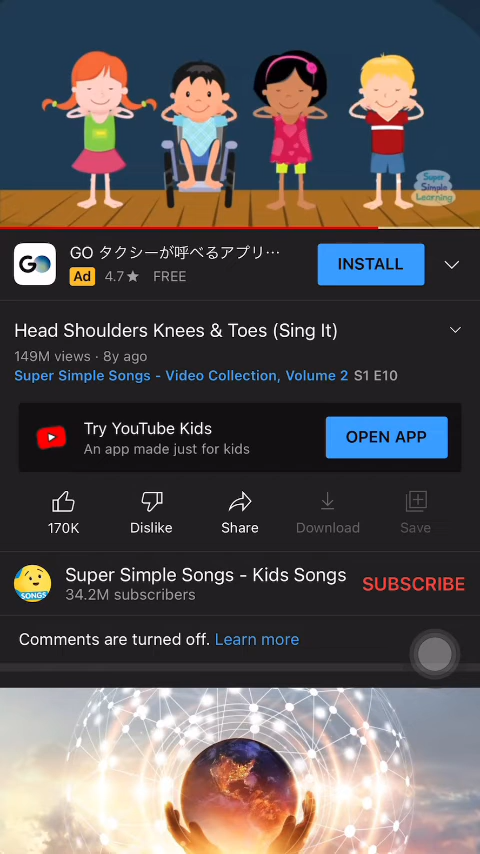 Super
Simple
Learning
GO
GO タクシーが呼べるアプリ…
Ad 4.7★ FREE
INSTALL
Head Shoulders Knees & Toes (Sing It)
149M views · 8y ago
Super Simple Songs - Video Collection, Volume 2 S1 E10
Try YouTube Kids
An app made just for kids
OPEN APP
170K
Dislike
Share
Download
Save
SONGS
Super Simple Songs - Kids Songs
34.2M subscribers
SUBSCRIBE
Comments are turned off. Learn more